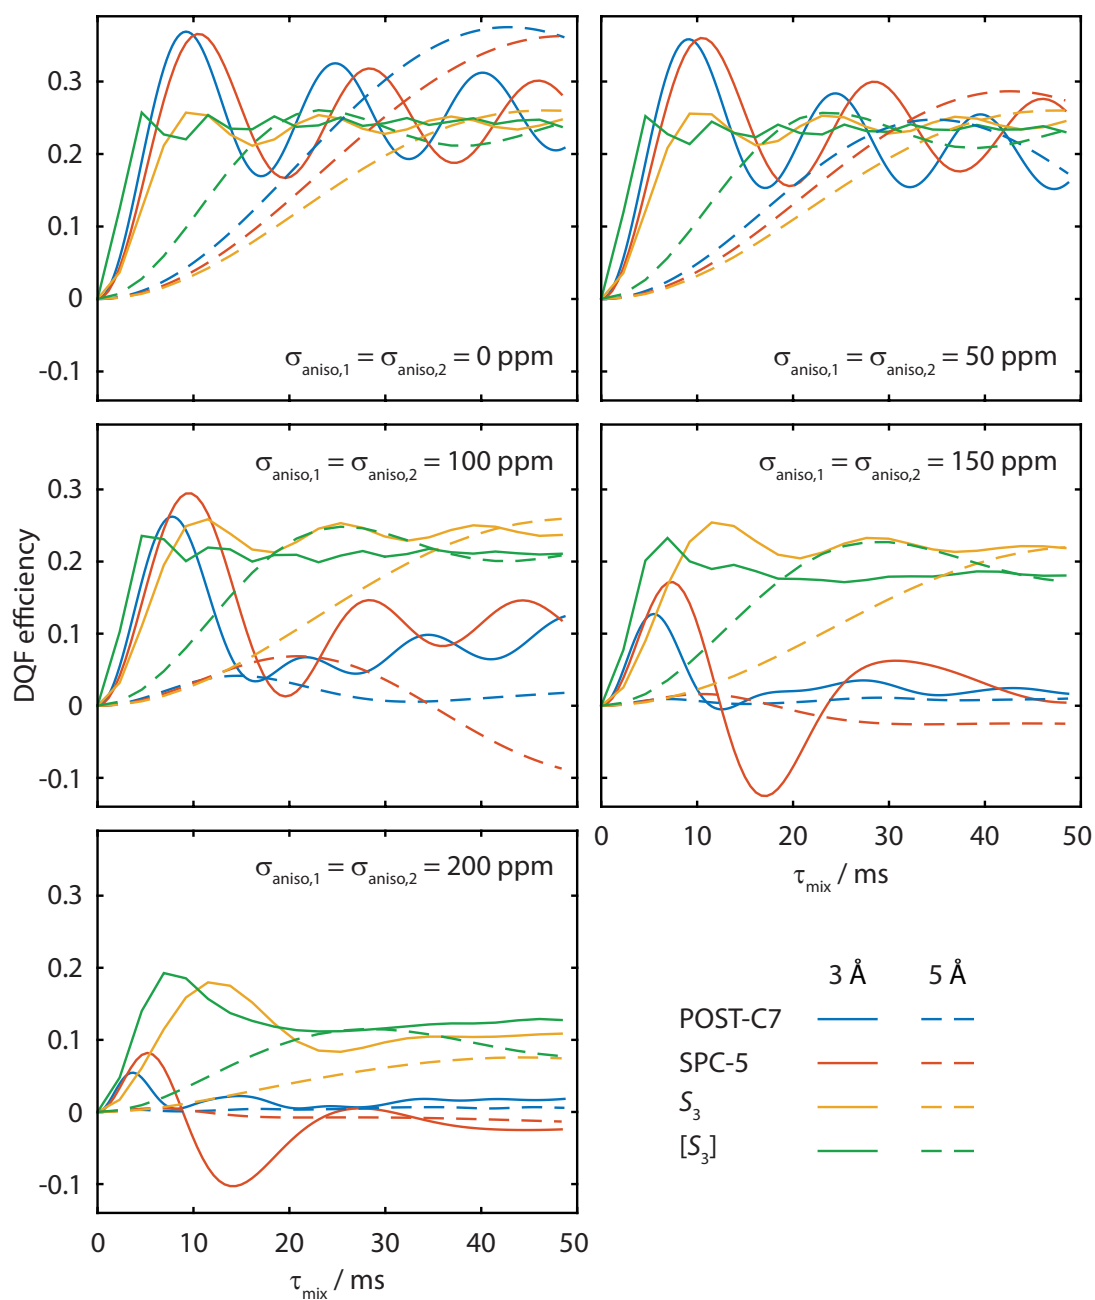 0.3
0.2
0.1
0
-0.1
σaniso,1 = σaniso,2 = 0 ppm
σaniso,1 = σaniso,2 = 50 ppm
DQF efficiency
0.3
0.2
0.1
0
-0.1
σaniso,1 = σaniso,2 = 100 ppm
σaniso,1 = σaniso,2 = 150 ppm
0 10 20 30 40 50
τmix / ms
0.3
0.2
0.1
0
-0.1
σaniso,1 = σaniso,2 = 200 ppm
0 10 20 30 40 50
τmix / ms
3 Å 5 Å
POST-C7
SPC-5
S3
[S3]